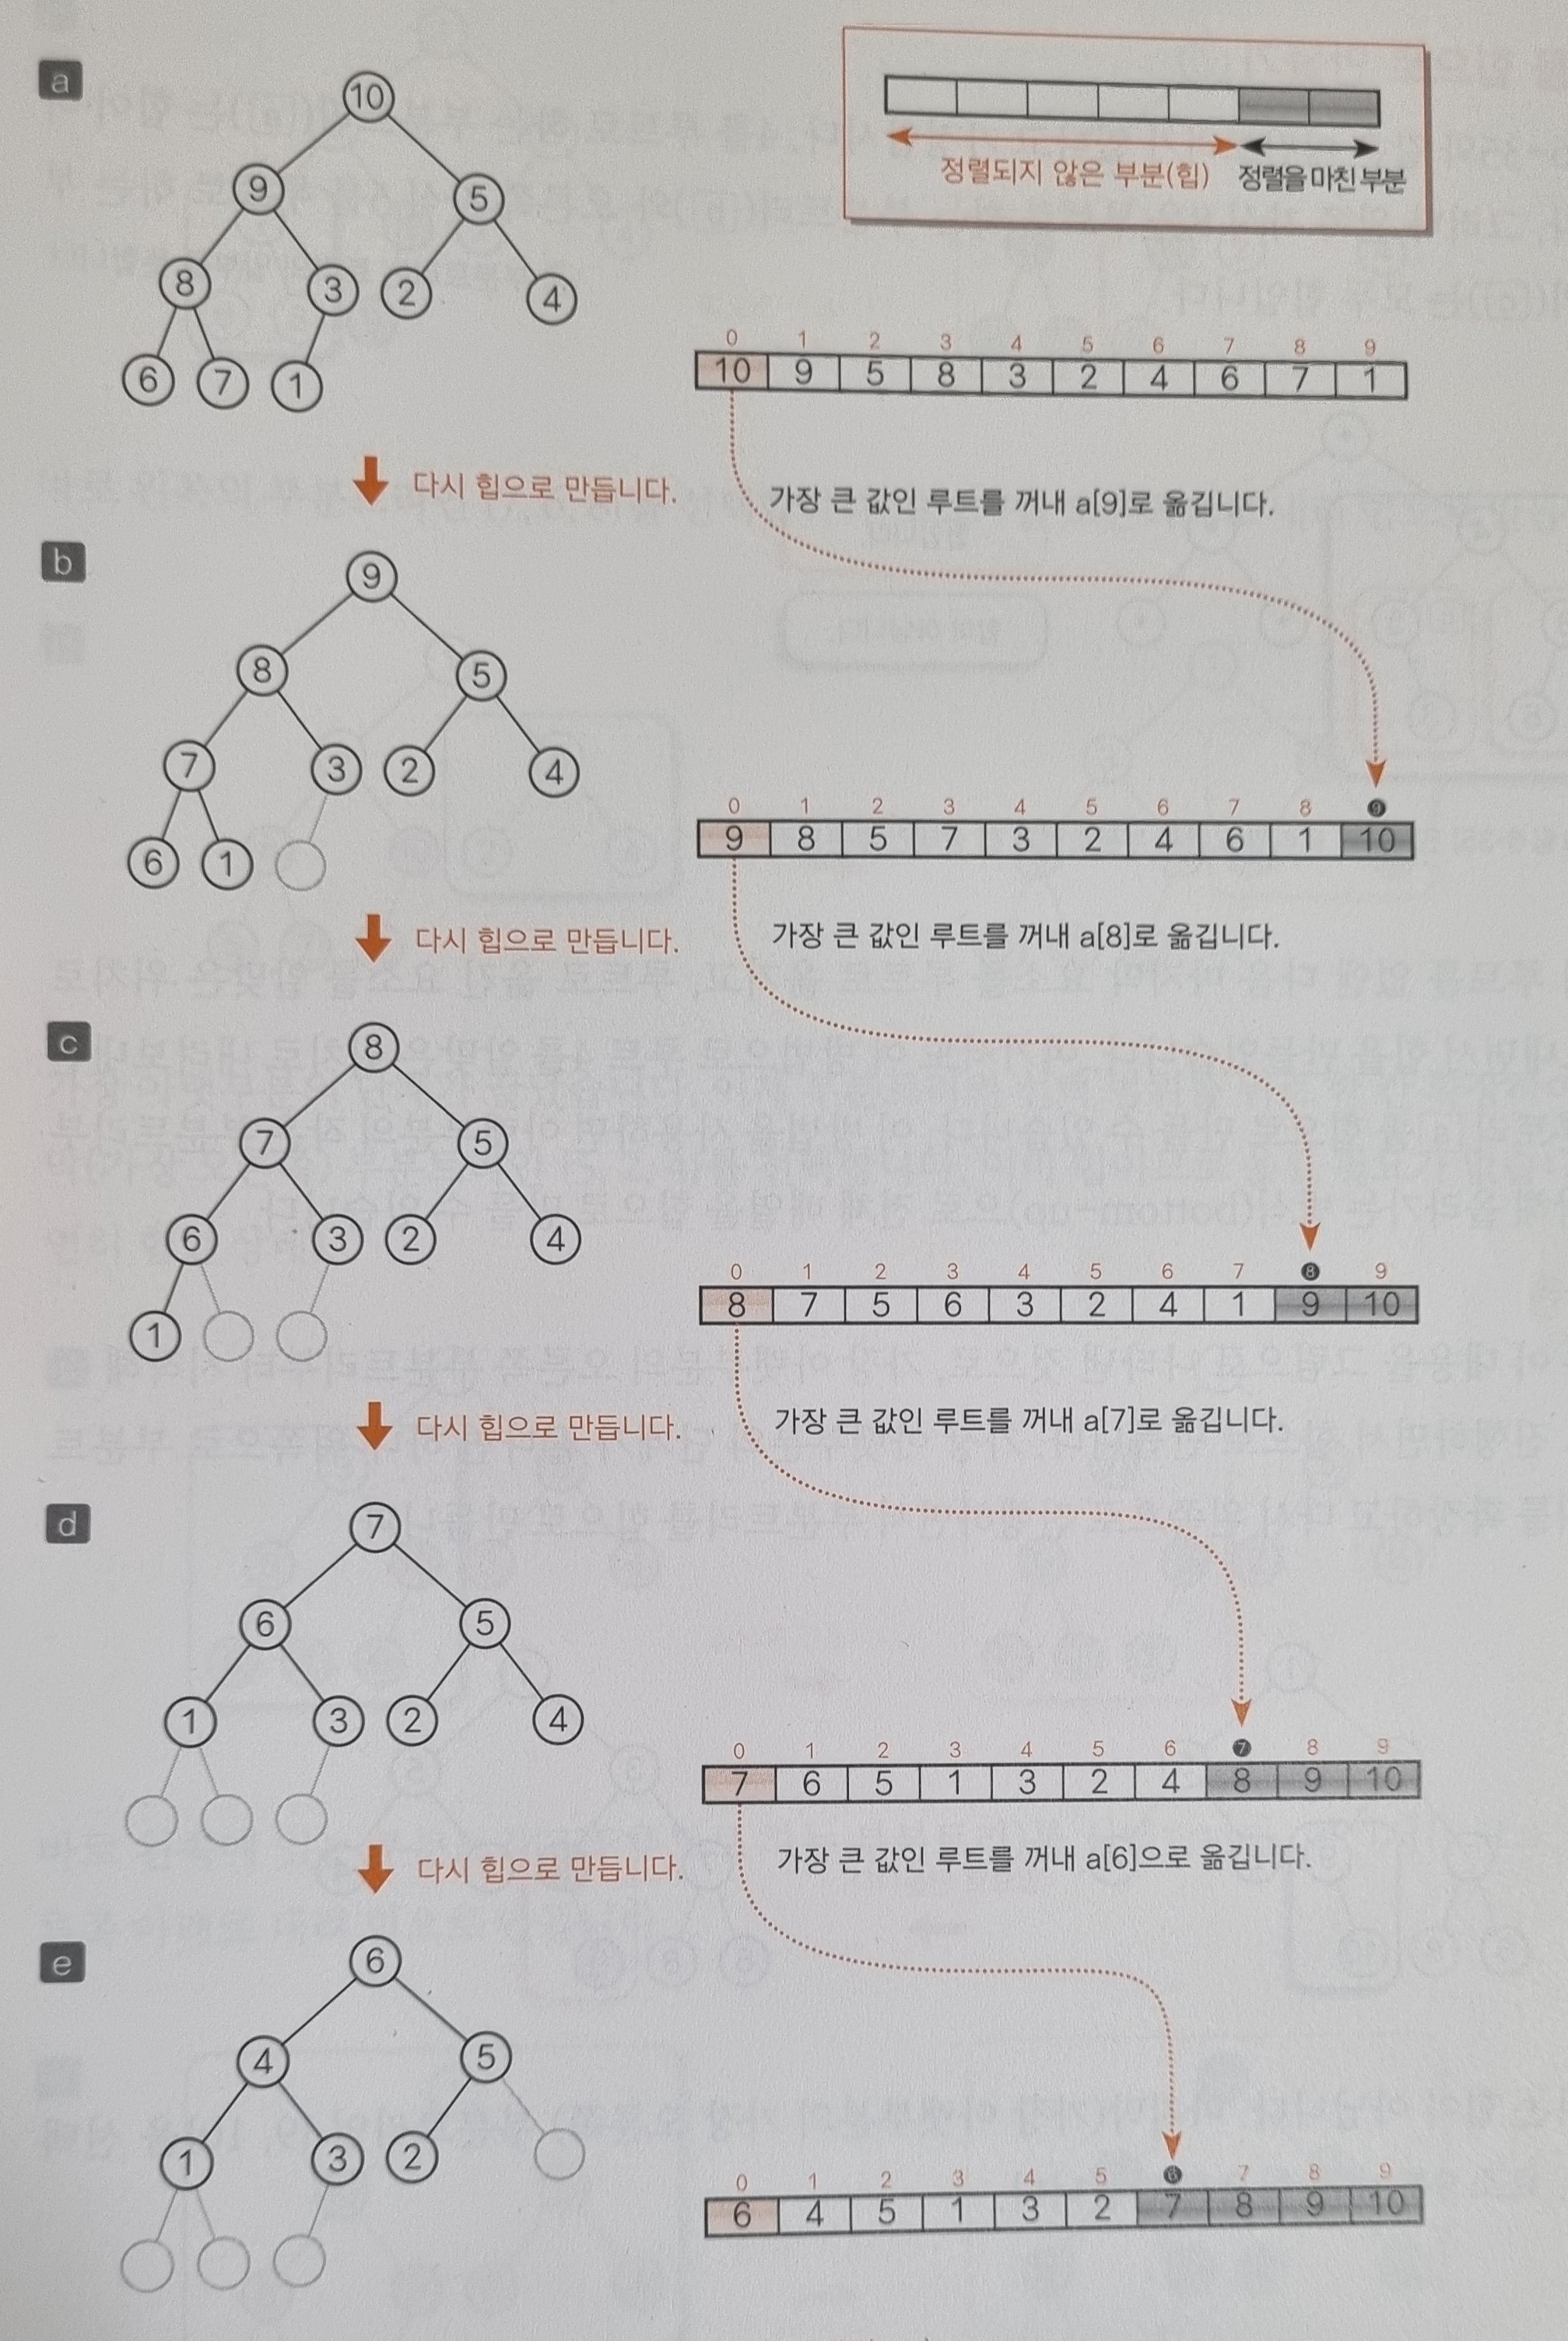 a
10
9 5
8 3 2 4
6 7 1
정렬되지 않은 부분(힙) 정렬을 마친 부분
0 1 2 3 4 5 6 7 8 9
10 9 5 8 3 2 4 6 7 1
다시 힙으로 만듭니다.
가장 큰 값인 루트를 꺼내 a[9]로 옮깁니다.
b
9
8 5
7 3 2 4
6 1
0 1 2 3 4 5 6 7 8 9
9 8 5 7 3 2 4 6 1 10
다시 힙으로 만듭니다.
가장 큰 값인 루트를 꺼내 a[8]로 옮깁니다.
c
8
7 5
6 3 2 4
1
0 1 2 3 4 5 6 7 8 9
8 7 5 6 3 2 4 1 9 10
다시 힙으로 만듭니다.
가장 큰 값인 루트를 꺼내 a[7]로 옮깁니다.
d
7
6 5
1 3 2 4
0 1 2 3 4 5 6 7 8 9
7 6 5 1 3 2 4 8 9 10
다시 힙으로 만듭니다.
가장 큰 값인 루트를 꺼내 a[6]으로 옮깁니다.
e
6
4 5
1 3 2
0 1 2 3 4 5 6 7 8 9
6 4 5 1 3 2 7 8 9 10